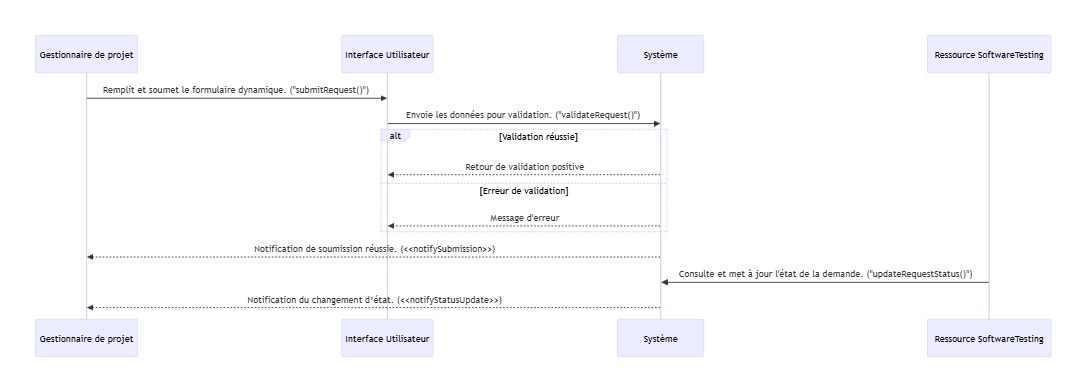 Gestionnaire de projet
Interface Utilisateur
Système
Ressource SoftwareTesting
Remplit et soumet le formulaire dynamique. ("submitRequest()")
Envoie les données pour validation. ("validateRequest()")
alt
[Validation réussie]
Retour de validation positive
[Erreur de validation]
Message d'erreur
Notification de soumission réussie. (<<notifySubmission>>)
Consulte et met à jour l'état de la demande. ("updateRequestStatus()")
Notification du changement d'état. (<<notifyStatusUpdate>>)
Gestionnaire de projet
Interface Utilisateur
Système
Ressource SoftwareTesting